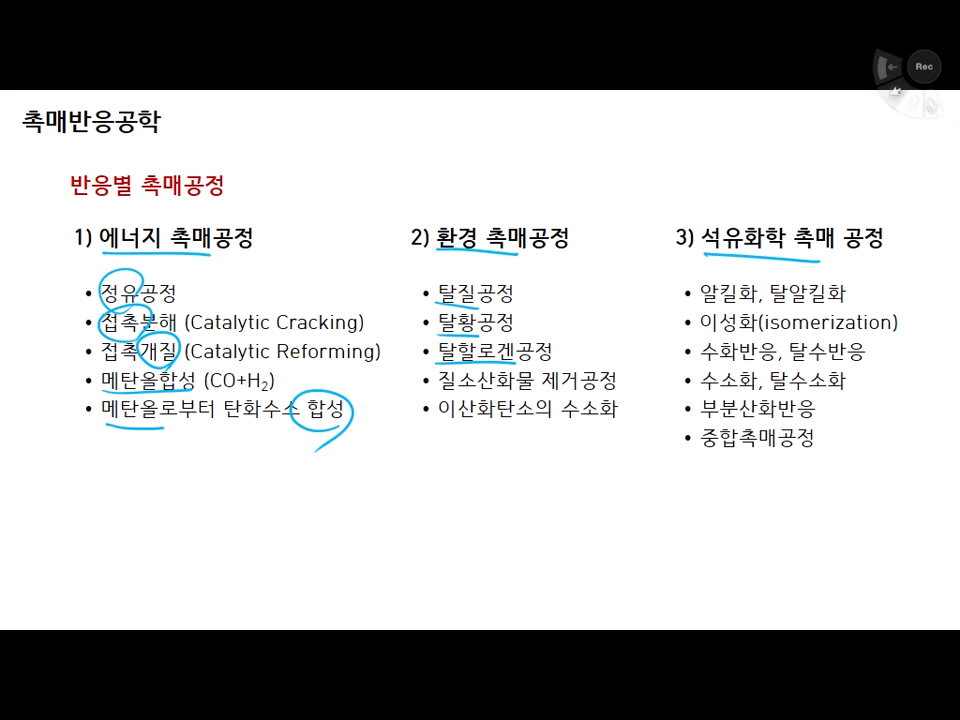 Rec
촉매반응공학
반응별 촉매공정
1) 에너지 촉매공정
• 정유공정
• 접촉분해 (Catalytic Cracking)
• 접촉개질 (Catalytic Reforming)
• 메탄올합성 (CO+H₂)
• 메탄올로부터 탄화수소 합성
2) 환경 촉매공정
• 탈질공정
• 탈황공정
• 탈할로겐공정
• 질소산화물 제거공정
• 이산화탄소의 수소화
3) 석유화학 촉매 공정
• 알킬화, 탈알킬화
• 이성화(isomerization)
• 수화반응, 탈수반응
• 수소화, 탈수소화
• 부분산화반응
• 중합촉매공정